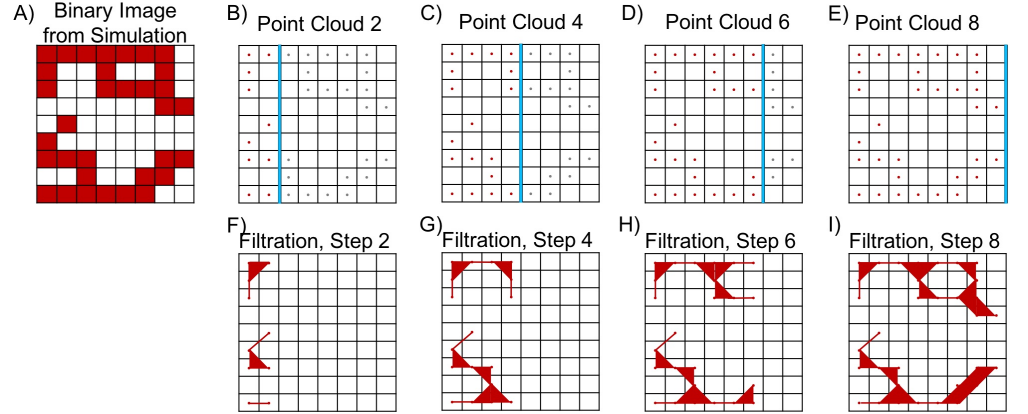 A) Binary Image
from Simulation
B) Point Cloud 2
C) Point Cloud 4
D) Point Cloud 6
E) Point Cloud 8
F) Filtration, Step 2
G) Filtration, Step 4
H) Filtration, Step 6
I) Filtration, Step 8